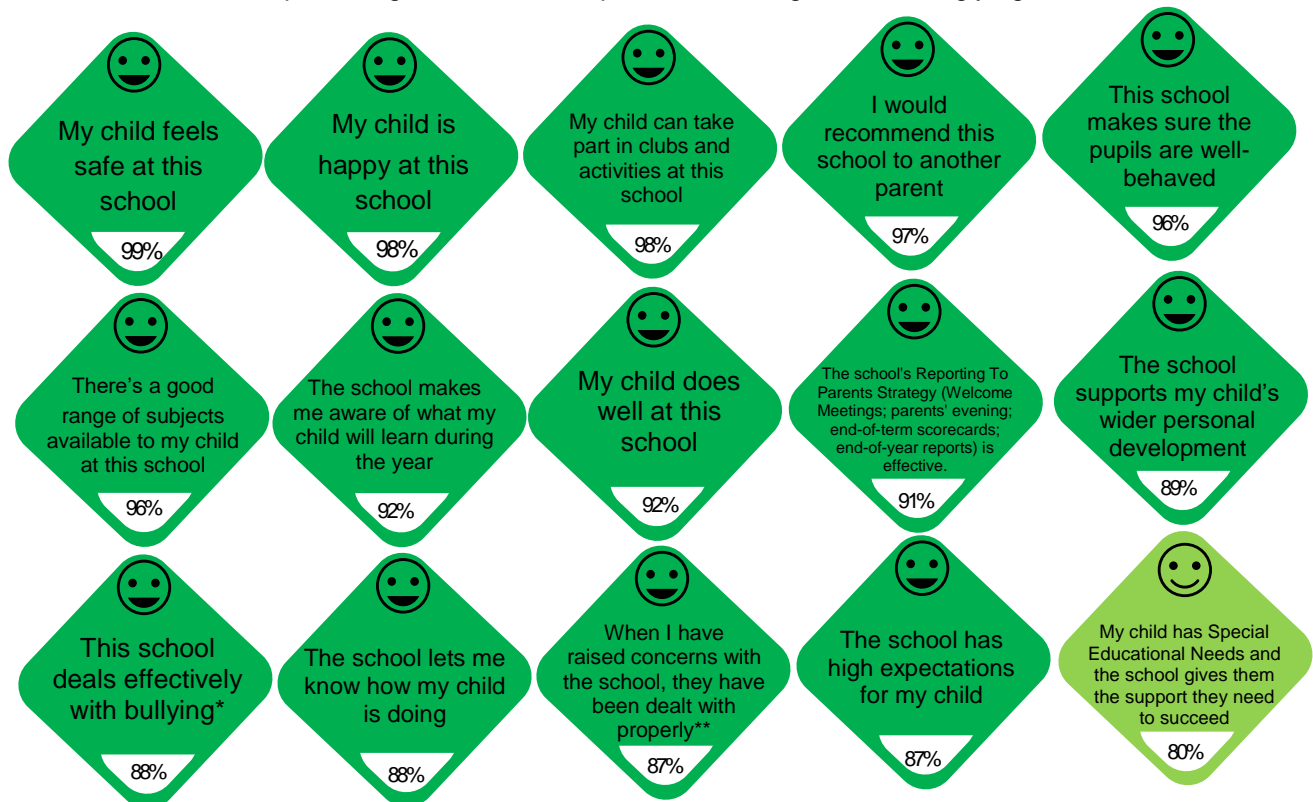 My child feels
safe at this
school
99%
My child is
happy at this
school
98%
My child can take
part in clubs and
activities at this
school
98%
I would
recommend this
school to another
parent
97%
This school
makes sure the
pupils are well-
behaved
96%
There's a good
range of subjects
available to my child
at this school
96%
The school makes
me aware of what my
child will learn during
the year
92%
My child does
well at this
school
92%
The school's Reporting To
Parents Strategy (Welcome
Meetings; parents' evening;
end-of-term scorecards;
end-of-year reports) is
effective.
91%
The school
supports my child's
wider personal
development
89%
This school
deals effectively
with bullying*
88%
The school lets me
know how my child
is doing
88%
When I have
raised concerns with
the school, they have
been dealt with
properly**
87%
The school has
high expectations
for my child
87%
My child has Special
Educational Needs and
the school gives them
the support they need
to succeed
80%